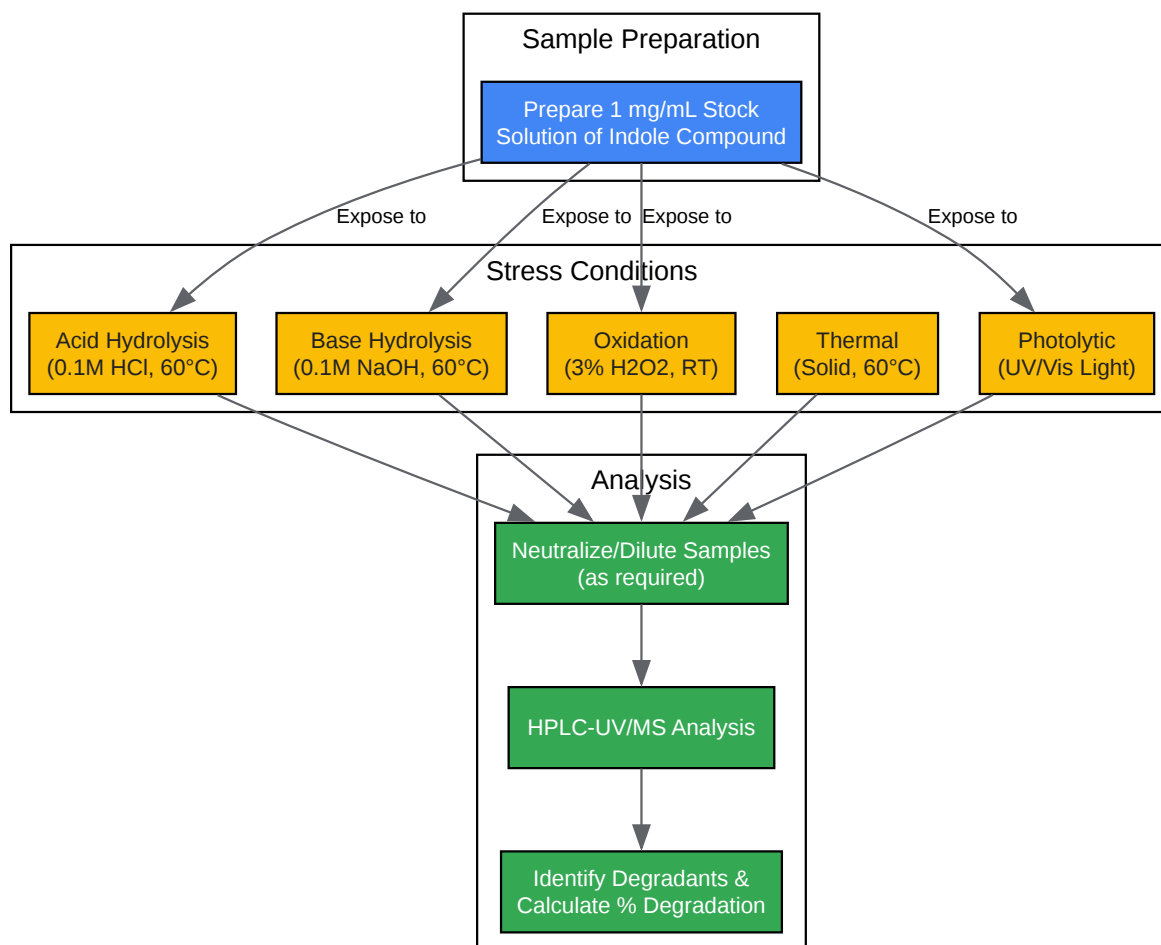 Sample Preparation
Prepare 1 mg/mL Stock
Solution of Indole Compound
Expose to
Expose to
Expose to
Expose to
Stress Conditions
Acid Hydrolysis
(0.1M HCl, 60°C)
Base Hydrolysis
(0.1M NaOH, 60°C)
Oxidation
(3% H2O2, RT)
Thermal
(Solid, 60°C)
Photolytic
(UV/Vis Light)
Analysis
Neutralize/Dilute Samples
(as required)
HPLC-UV/MS Analysis
Identify Degradants &
Calculate % Degradation